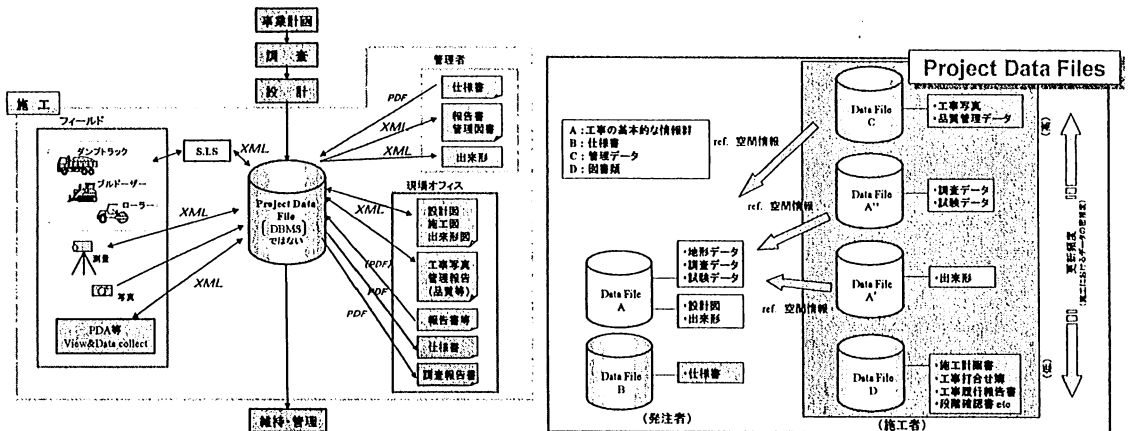 事業計画
調査
設計
施工
フィールド
ダンプトラック
ブルドーザー
ローラー
測量
写真
PDA等
View&Data collect
S.I.S
XML
XML
XML
Project Data
File
DBMS
ではない
維持・管理
管理者
仕様書
報告書
管理図書
出来形
PDF
XML
XML
現場オフィス
設計図
施工図
出来形図
工事写真
管理報告
(品質等)
報告書等
仕様書
調査報告書
XML
(PDF)
PDF
PDF
Project Data Files
A：工事の基本的な情報群
B：仕様書
C：管理データ
D：図書類
Data File
C
・工事写真
・品質管理データ
ref. 空間情報
Data File
A''
・調査データ
・試験データ
ref. 空間情報
Data File
A'
・出来形
ref. 空間情報
Data File
D
・施工計画書
・工事打合せ簿
・工事履行報告書
・段階確認書 etc
(施工者)
Data File
A
・地形データ
・調査データ
・試験データ
・設計図
・出来形
Data File
B
・仕様書
(発注者)
(高)
更新頻度
(低)